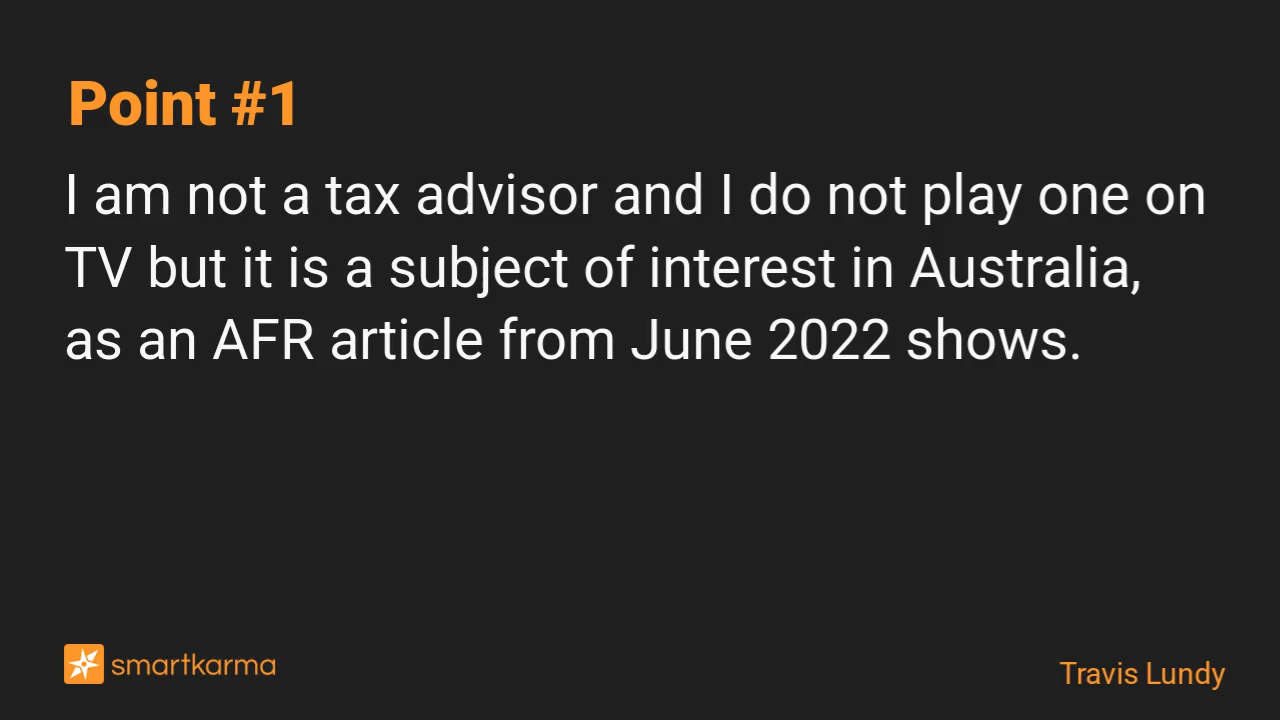 Point #1
I am not a tax advisor and I do not play one on
TV but it is a subject of interest in Australia,
as an AFR article from June 2022 shows.
smartkarma
Travis Lundy